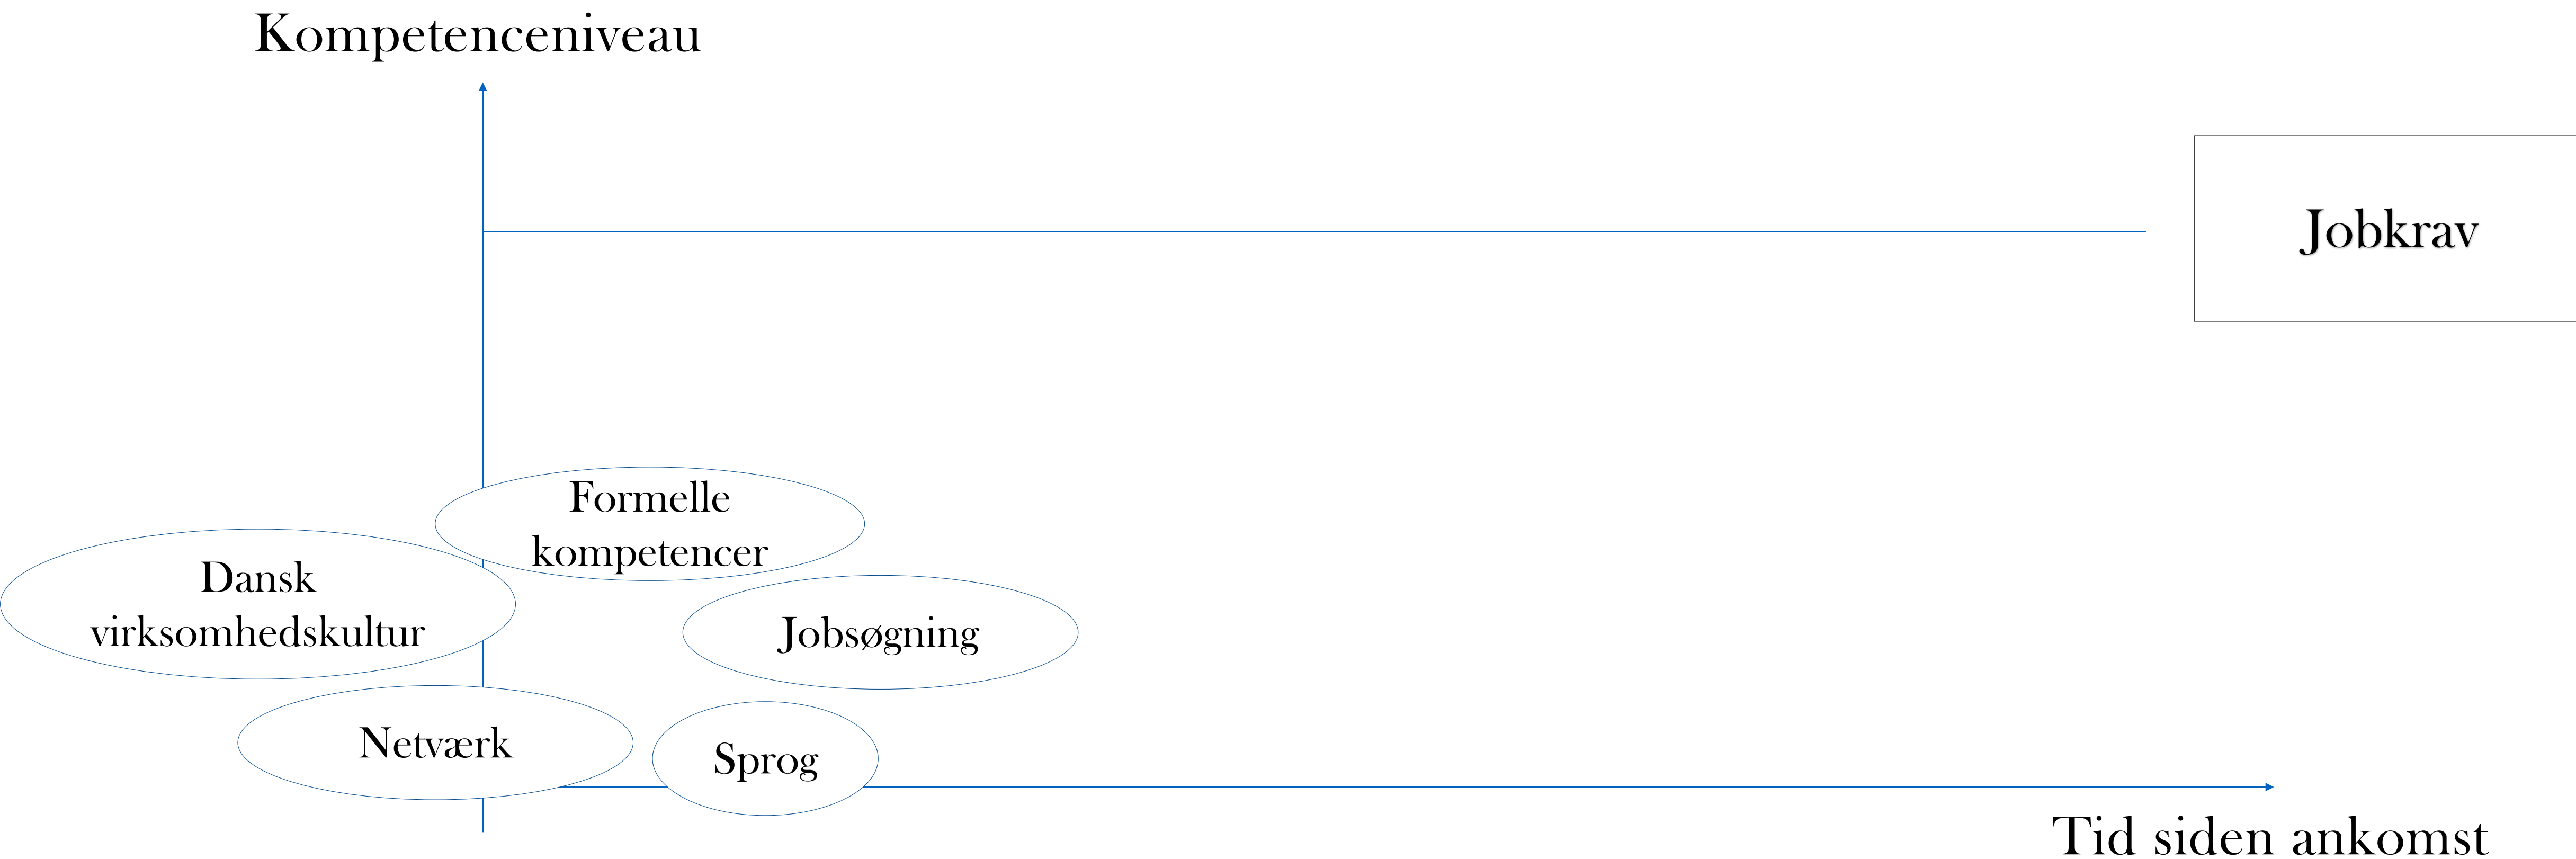 Kompetenceniveau
Jobkrav
Formelle
kompetencer
Dansk
virksomhedskultur
Jobsøgning
Netværk
Sprog
Tid siden ankomst